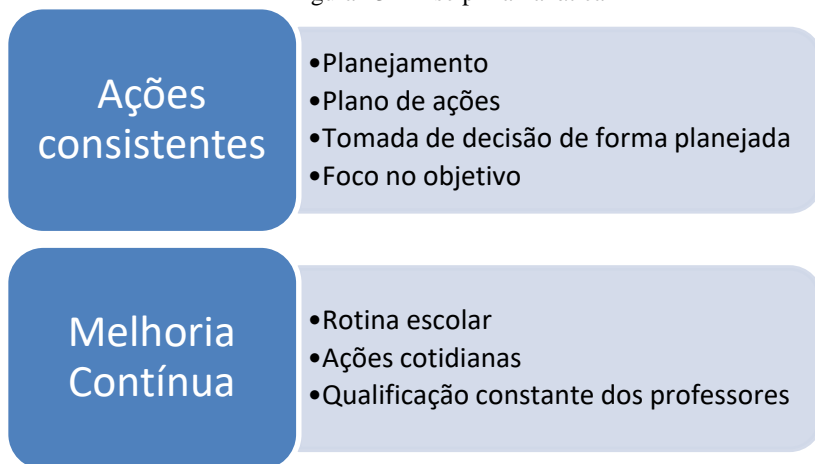 Ações
consistentes
•Planejamento
•Plano de ações
•Tomada de decisão de forma planejada
•Foco no objetivo
Melhoria
Contínua
•Rotina escolar
•Ações cotidianas
•Qualificação constante dos professores